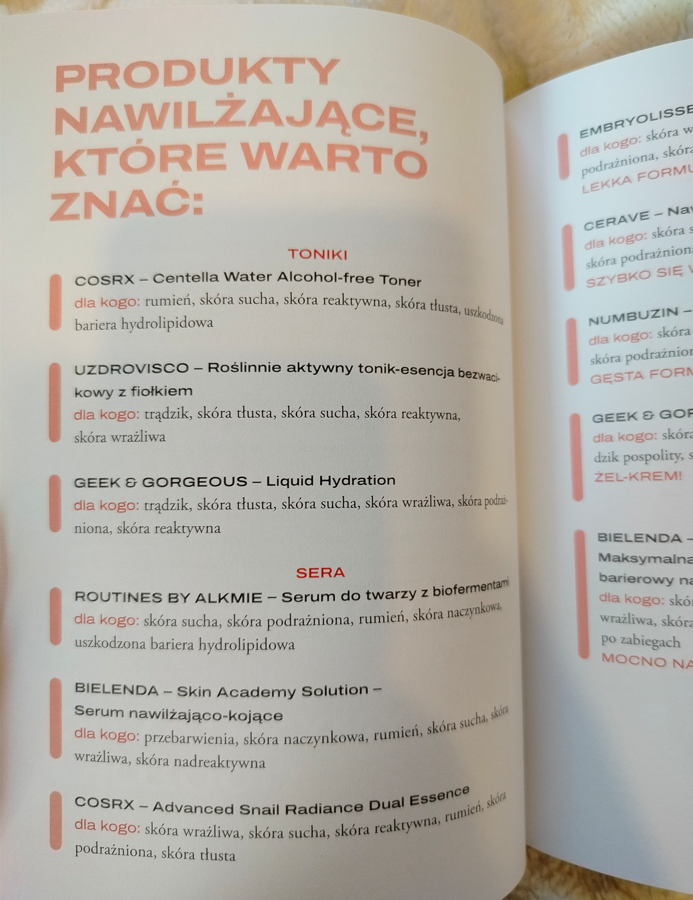 PRODUKTY
NAWILŻAJĄCE,
KTÓRE WARTO
ZNAĆ:
TONIKI
COSRX – Centella Water Alcohol-free Toner
dla kogo: rumień, skóra sucha, skóra reaktywna, skóra tłusta, uszkodzona
bariera hydrolipidowa
UZDROVISCO – Roślinnie aktywny tonik-esencja bezwaci-
kowy z fiołkiem
dla kogo: trądzik, skóra tłusta, skóra sucha, skóra reaktywna,
skóra wrażliwa
GEEK & GORGEOUS – Liquid Hydration
dla kogo: trądzik, skóra tłusta, skóra sucha, skóra wrażliwa, skóra podraż-
niona, skóra reaktywna
SERA
ROUTINES BY ALKMIE – Serum do twarzy z biofermentami
dla kogo: skóra sucha, skóra podrażniona, rumień, skóra naczynkowa,
uszkodzona bariera hydrolipidowa
BIELENDA – Skin Academy Solution –
Serum nawilżająco-kojące
dla kogo: przebarwienia, skóra naczynkowa, rumień, skóra sucha, skóra
wrażliwa, skóra nadreaktywna
COSRX – Advanced Snail Radiance Dual Essence
dla kogo: skóra wrażliwa, skóra sucha, skóra reaktywna, rumień, skóra
podrażniona, skóra tłusta
EMBRYOLISSE
dla kogo: skóra w
podrażniona, skóra
LEKKA FORMU
CERAVE – Naw
dla kogo: skóra s
skóra podrażniona
SZYBKO SIĘ W
NUMBUZIN –
dla kogo: skóra
skóra podrażnion
GĘSTA FORM
GEEK & GOR
dla kogo: skóra
dzik pospolity, s
ŻEL-KREM!
BIELENDA –
Maksymalna
barierowy na
dla kogo: skó
wrażliwa, skóra
po zabiegach
MOCNO NA